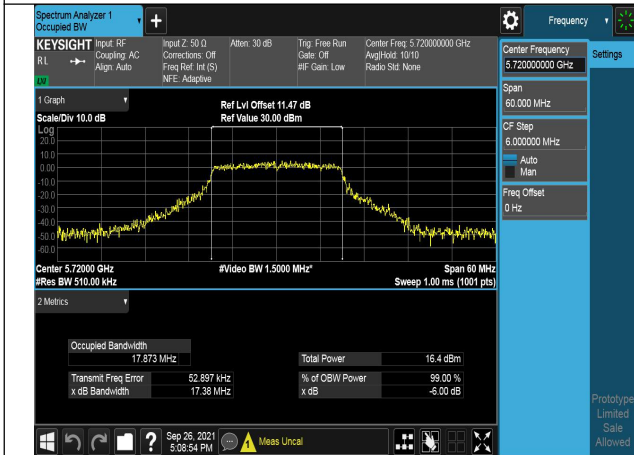 Spectrum Analyzer 1
Occupied BW
Frequency
KEYSIGHT
RL
LXI
Input: RF
Coupling: AC
Align: Auto
Input Z: 50 Ω
Corrections: Off
Freq Ref: Int (S)
NFE: Adaptive
Atten: 30 dB
Trig: Free Run
Gate: Off
#IF Gain: Low
Center Freq: 5.720000000 GHz
Avg|Hold: 10/10
Radio Std: None
Center Frequency
5.720000000 GHz
Settings
Span
60.000 MHz
CF Step
6.000000 MHz
Auto
Man
Freq Offset
0 Hz
1 Graph
Scale/Div 10.0 dB
Ref Lvl Offset 11.47 dB
Ref Value 30.00 dBm
Log
20.0
10.0
0.00
-10.0
-20.0
-30.0
-40.0
-50.0
-60.0
Center 5.72000 GHz
#Res BW 510.00 kHz
#Video BW 1.5000 MHz*
Span 60 MHz
Sweep 1.00 ms (1001 pts)
2 Metrics
Occupied Bandwidth
17.873 MHz
Total Power 16.4 dBm
Transmit Freq Error 52.897 kHz
% of OBW Power 99.00 %
x dB Bandwidth 17.38 MHz
x dB -6.00 dB
Prototype
Limited
Sale
Allowed
?
Sep 26, 2021
5:08:54 PM
Meas Uncal